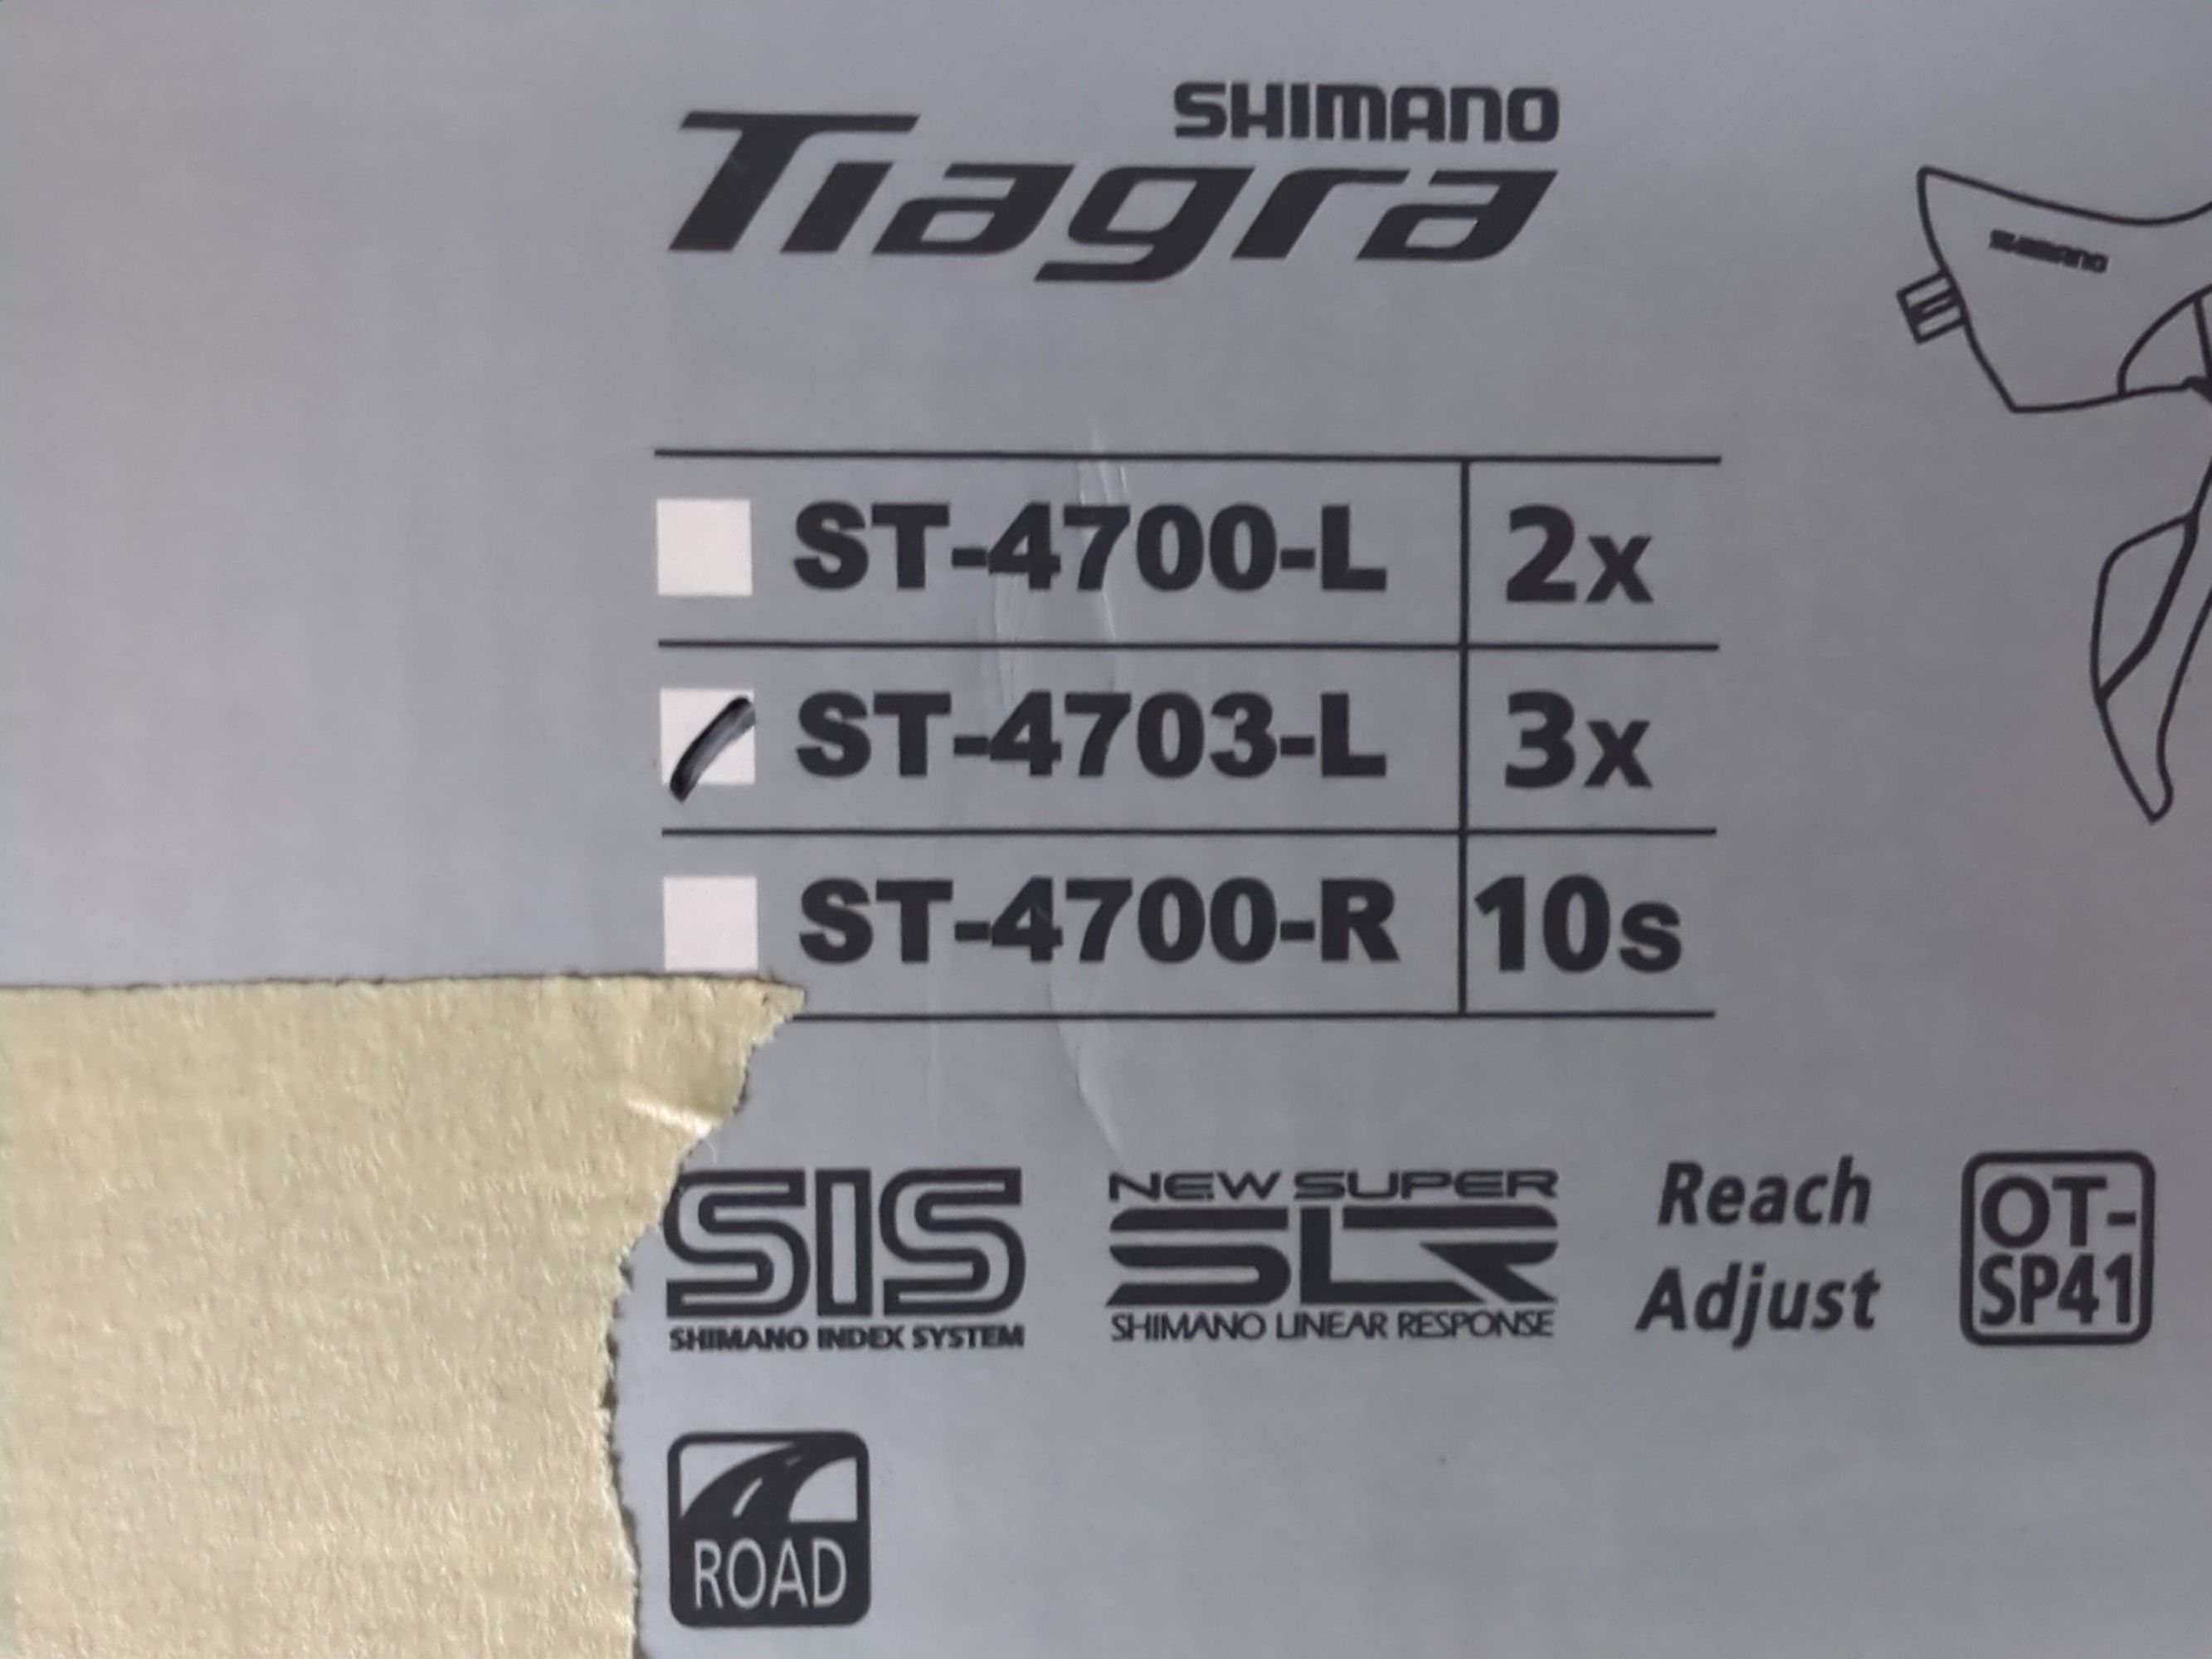 SHIMANO
Tiagra
SHIMANO
ST-4700-L 2x
ST-4703-L 3x
ST-4700-R 10s
SIS
SHIMANO INDEX SYSTEM
NEW SUPER
SLR
SHIMANO LINEAR RESPONSE
Reach
Adjust
OT-
SP41
ROAD